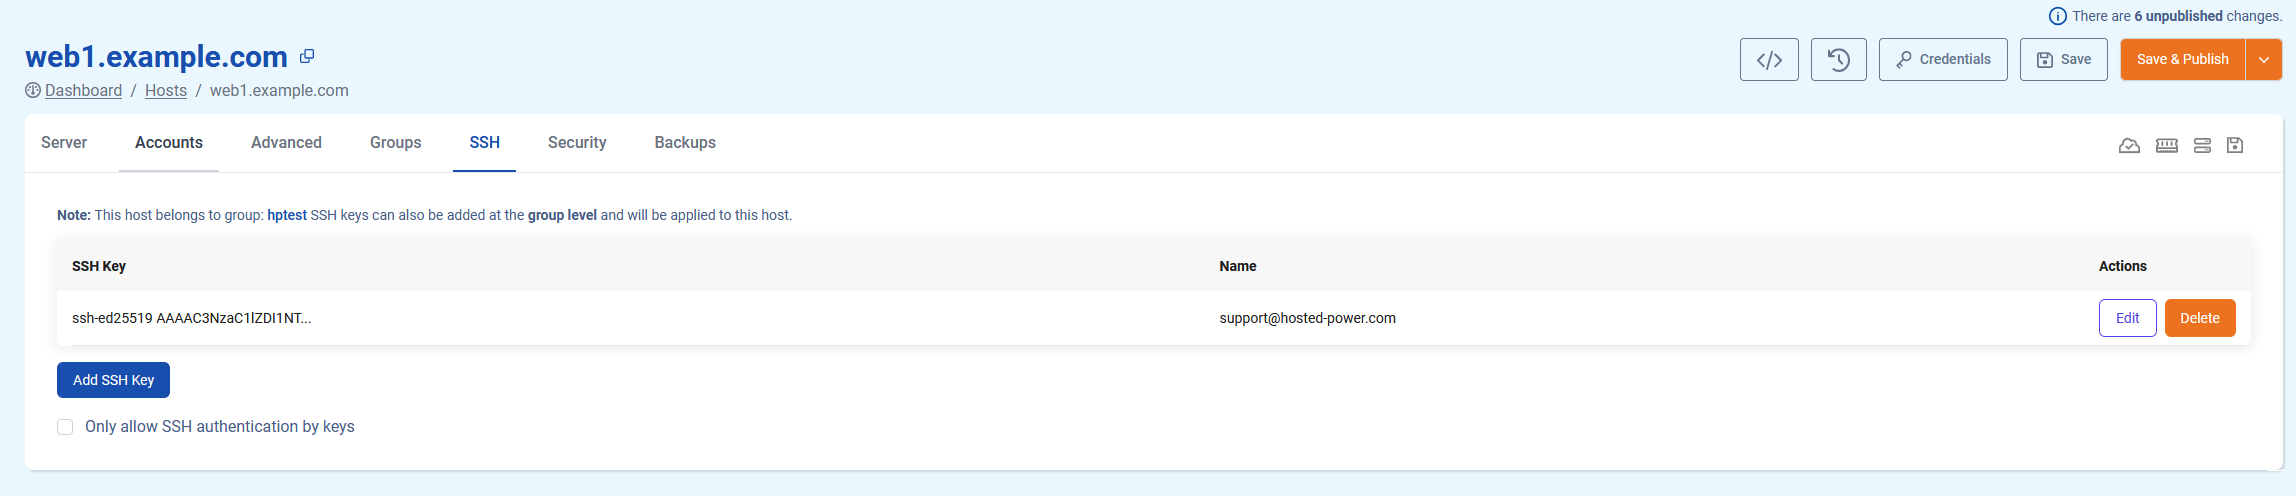 There are 6 unpublished changes.
web1.example.com
</> Credentials Save Save & Publish
Dashboard / Hosts / web1.example.com
Server Accounts Advanced Groups SSH Security Backups
Note: This host belongs to group: hptest SSH keys can also be added at the group level and will be applied to this host.
SSH Key Name Actions
ssh-ed25519 AAAAC3NzaC1lZDI1NT... support@hosted-power.com Edit Delete
Add SSH Key
Only allow SSH authentication by keys